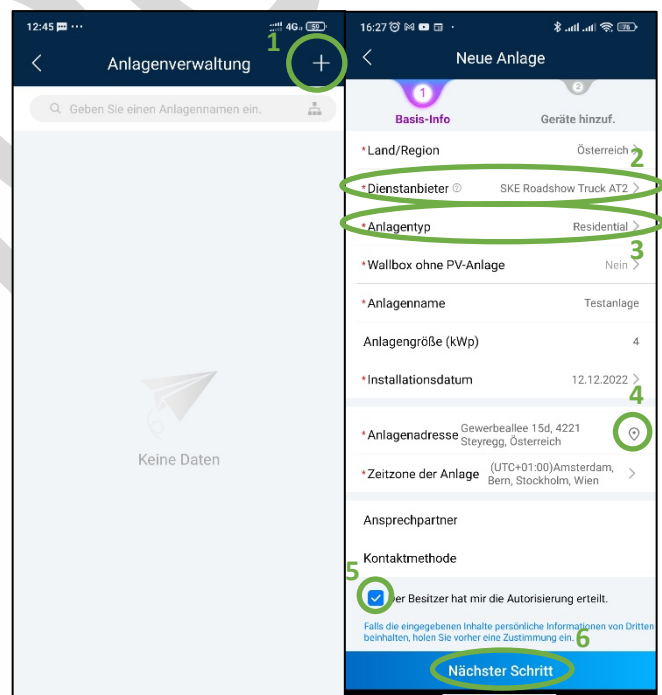 12:45 ··· 4G 59
1
Anlagenverwaltung +
Geben Sie einen Anlagennamen ein.
Keine Daten
16:27 · 76
Neue Anlage
1 2
Basis-Info Geräte hinzuf.
*Land/Region Österreich >
2
*Dienstanbieter ? SKE Roadshow Truck AT2 >
*Anlagentyp Residential >
3
*Wallbox ohne PV-Anlage Nein >
*Anlagenname Testanlage
Anlagengröße (kWp) 4
*Installationsdatum 12.12.2022 >
4
*Anlagenadresse Gewerbeallee 15d, 4221
Steyregg, Österreich
*Zeitzone der Anlage (UTC+01:00)Amsterdam,
Bern, Stockholm, Wien >
Ansprechpartner
Kontaktmethode
5
Der Besitzer hat mir die Autorisierung erteilt.
Falls die eingegebenen Inhalte persönliche Informationen von Dritten
beinhalten, holen Sie vorher eine Zustimmung ein.
6
Nächster Schritt